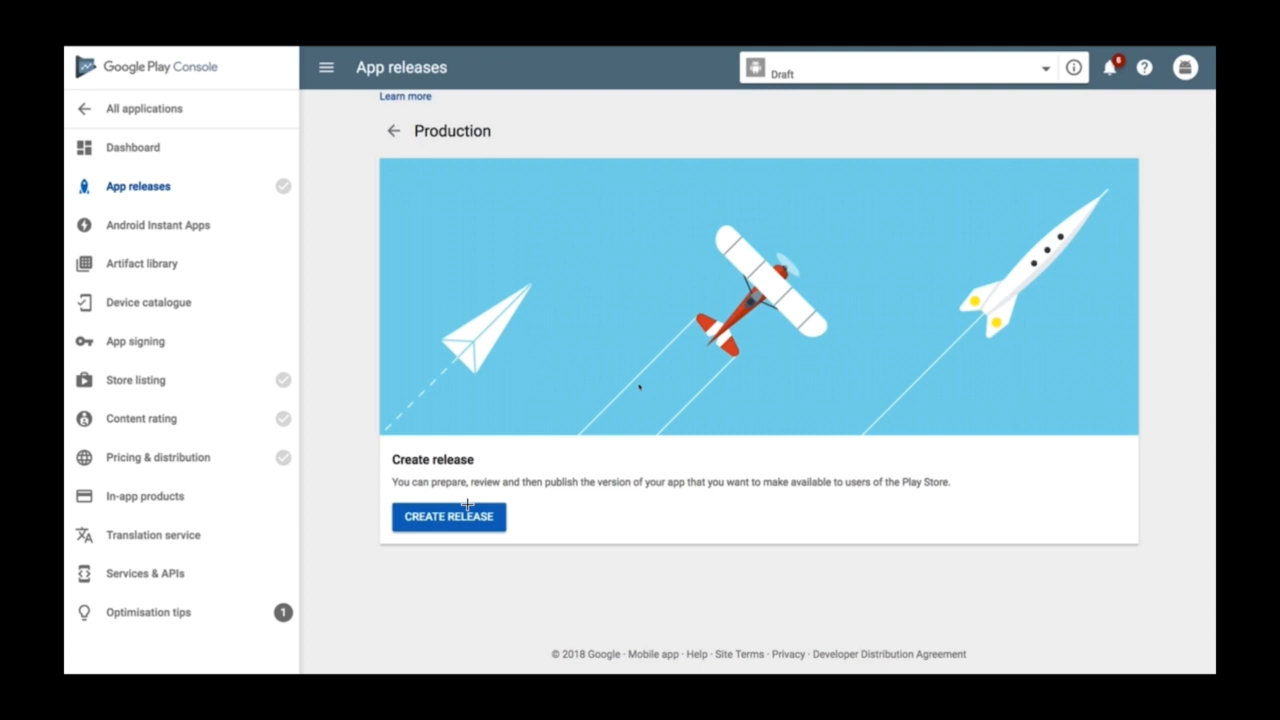 Google Play Console
App releases
Draft
6
All applications
Learn more
Production
Dashboard
App releases
Android Instant Apps
Artifact library
Device catalogue
App signing
Store listing
Content rating
Pricing & distribution
In-app products
Translation service
Services & APIs
Optimisation tips
1
Create release
You can prepare, review and then publish the version of your app that you want to make available to users of the Play Store.
CREATE RELEASE
© 2018 Google · Mobile app · Help · Site Terms · Privacy · Developer Distribution Agreement